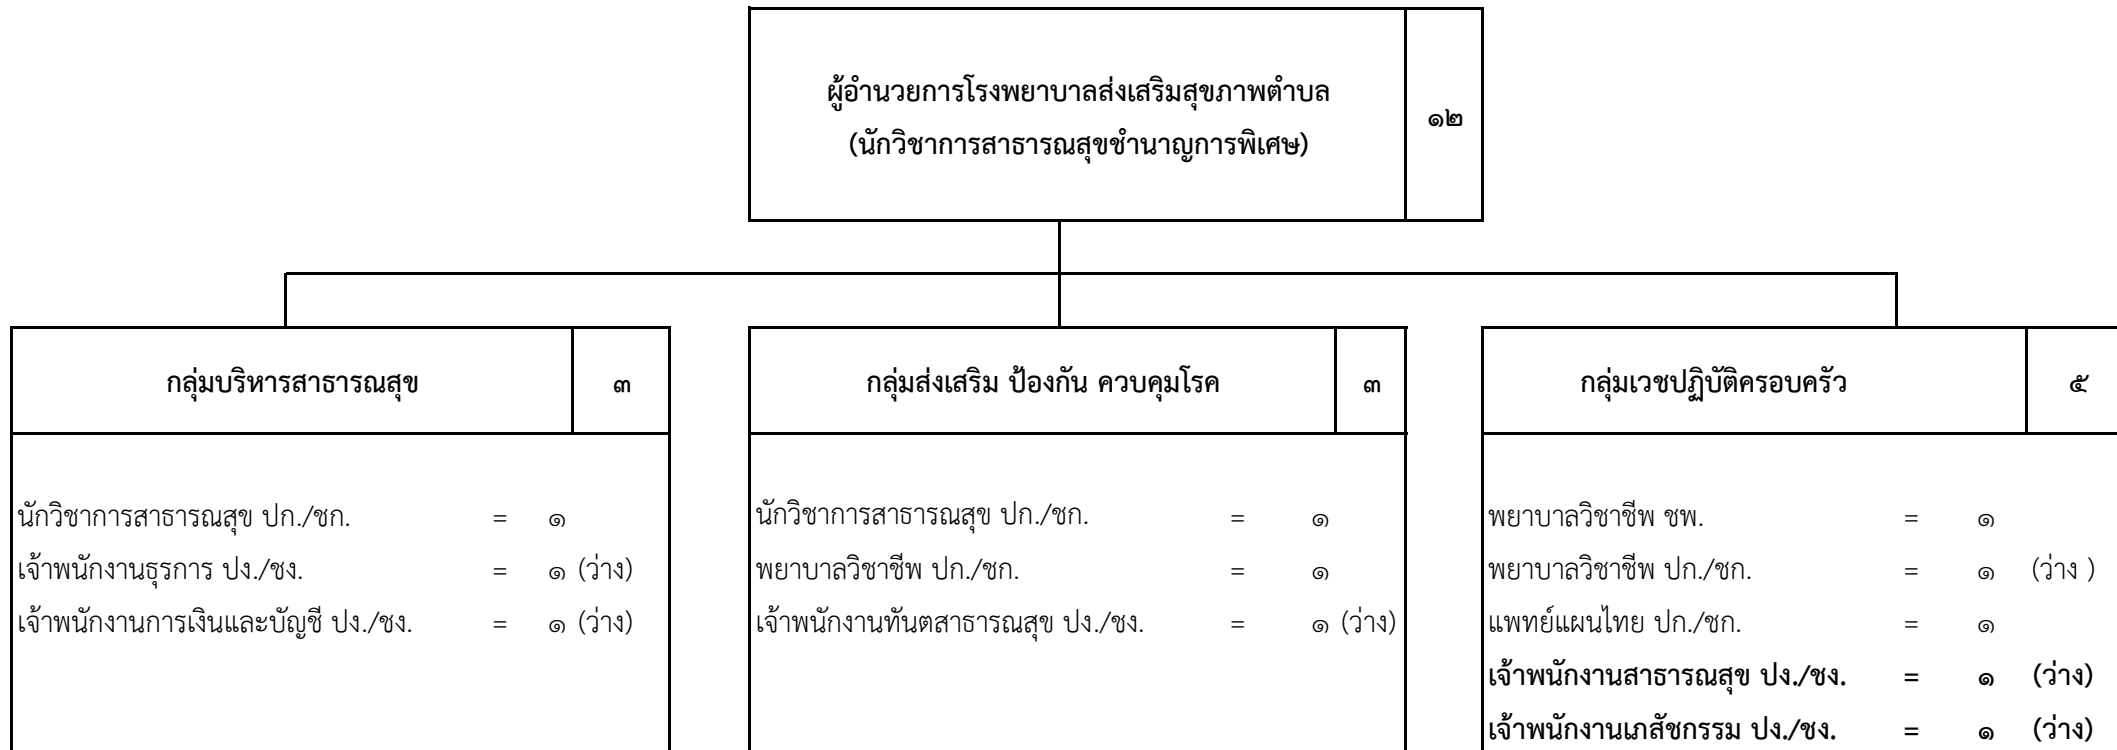 ผู้อำนวยการโรงพยาบาลส่งเสริมสุขภาพตำบล
(นักวิชาการสาธารณสุขชำนาญการพิเศษ)
๑๒
กลุ่มบริหารสาธารณสุข ๓
นักวิชาการสาธารณสุข ปก./ชก. = ๑
เจ้าพนักงานธุรการ ปง./ชง. = ๑ (ว่าง)
เจ้าพนักงานการเงินและบัญชี ปง./ชง. = ๑ (ว่าง)
กลุ่มส่งเสริม ป้องกัน ควบคุมโรค ๓
นักวิชาการสาธารณสุข ปก./ชก. = ๑
พยาบาลวิชาชีพ ปก./ชก. = ๑
เจ้าพนักงานทันตสาธารณสุข ปง./ชง. = ๑ (ว่าง)
กลุ่มเวชปฏิบัติครอบครัว ๕
พยาบาลวิชาชีพ ชพ. = ๑
พยาบาลวิชาชีพ ปก./ชก. = ๑ (ว่าง )
แพทย์แผนไทย ปก./ชก. = ๑
เจ้าพนักงานสาธารณสุข ปง./ชง. = ๑ (ว่าง)
เจ้าพนักงานเภสัชกรรม ปง./ชง. = ๑ (ว่าง)